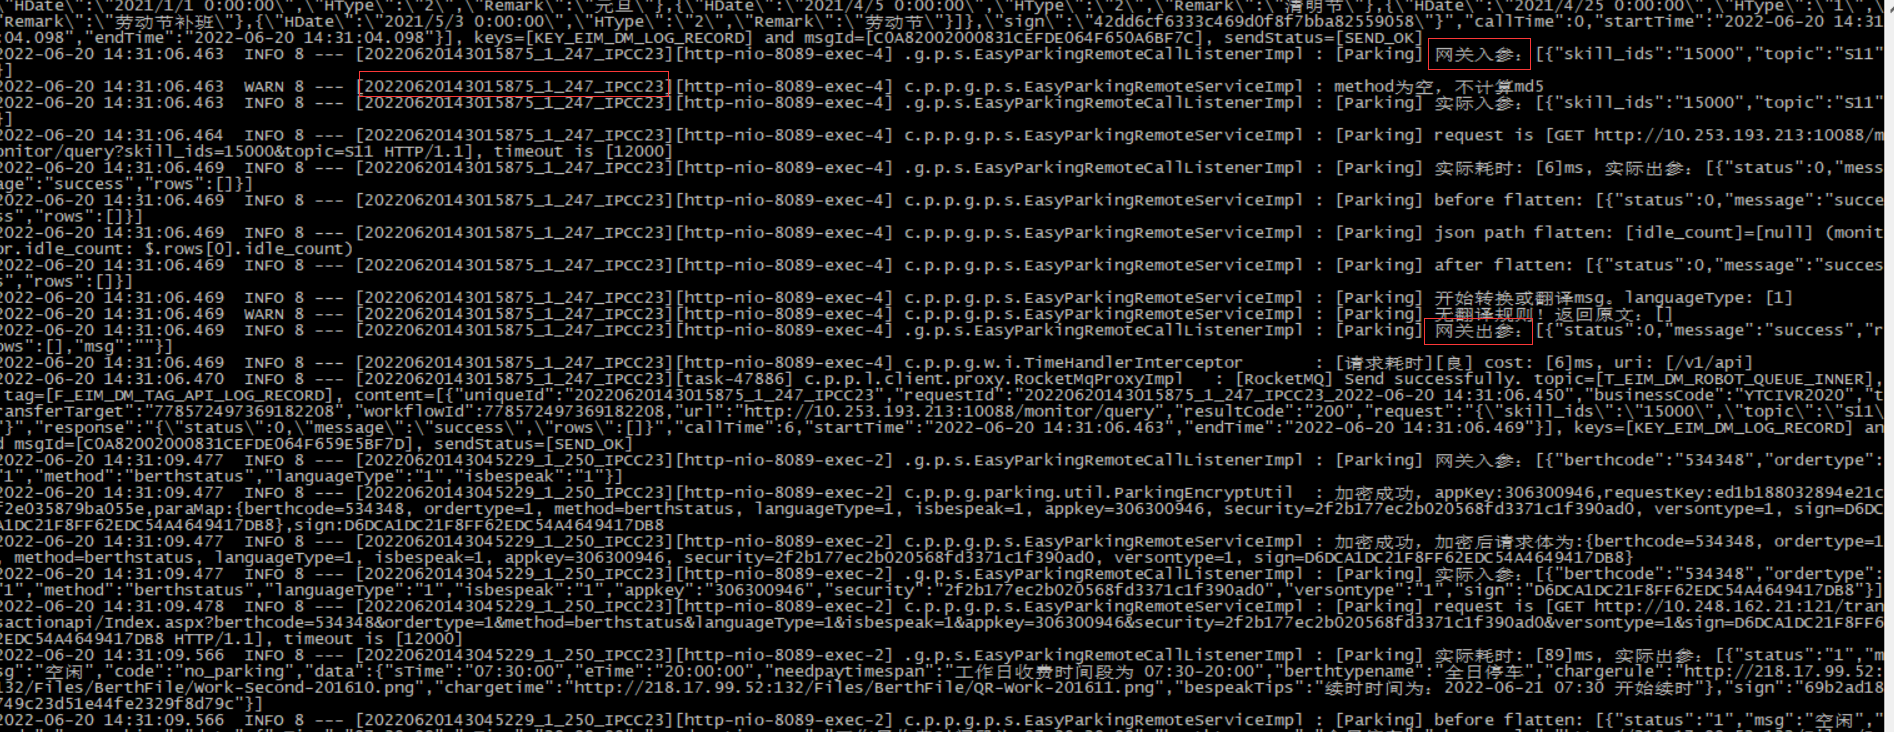 \"HDate\":\"2021/1/1 0:00:00\",\"HType\":\"2\",\"Remark\":\"元旦\"},{\"HDate\":\"2021/4/5 0:00:00\",\"HType\":\"2\",\"Remark\":\"清明节\"},{\"HDate\":\"2021/4/25 0:00:00\",\"HType\":\"1\",\
"Remark\":\"劳动节补班\"},{\"HDate\":\"2021/5/3 0:00:00\",\"HType\":\"2\",\"Remark\":\"劳动节\"}]},\"sign\":\"42dd6cf6333c469d0f8f7bba82559058\"}","callTime":0,"startTime":"2022-06-20 14:31
:04.098","endTime":"2022-06-20 14:31:04.098"}], keys=[KEY_EIM_DM_LOG_RECORD] and msgId=[C0A82002000831CEFDE064F650A6BF7C], sendStatus=[SEND_OK]
2022-06-20 14:31:06.463  INFO 8 --- [20220620143015875_1_247_IPCC23][http-nio-8089-exec-4] .g.p.s.EasyParkingRemoteCallListenerImpl : [Parking] 网关入参: [{"skill_ids":"15000","topic":"S11"
}]
2022-06-20 14:31:06.463  WARN 8 --- [20220620143015875_1_247_IPCC23][http-nio-8089-exec-4] c.p.p.g.p.s.EasyParkingRemoteServiceImpl : method为空，不计算md5
2022-06-20 14:31:06.463  INFO 8 --- [20220620143015875_1_247_IPCC23][http-nio-8089-exec-4] .g.p.s.EasyParkingRemoteCallListenerImpl : [Parking] 实际入参: [{"skill_ids":"15000","topic":"S11"
}]
2022-06-20 14:31:06.464  INFO 8 --- [20220620143015875_1_247_IPCC23][http-nio-8089-exec-4] c.p.p.g.p.s.EasyParkingRemoteServiceImpl : [Parking] request is [GET http://10.253.193.213:10088/m
onitor/query?skill_ids=15000&topic=S11 HTTP/1.1], timeout is [12000]
2022-06-20 14:31:06.469  INFO 8 --- [20220620143015875_1_247_IPCC23][http-nio-8089-exec-4] .g.p.s.EasyParkingRemoteCallListenerImpl : [Parking] 实际耗时: [6]ms, 实际出参: [{"status":0,"mess
age":"success","rows":[]}]
2022-06-20 14:31:06.469  INFO 8 --- [20220620143015875_1_247_IPCC23][http-nio-8089-exec-4] c.p.p.g.p.s.EasyParkingRemoteServiceImpl : [Parking] before flatten: [{"status":0,"message":"succe
ss","rows":[]}]
2022-06-20 14:31:06.469  INFO 8 --- [20220620143015875_1_247_IPCC23][http-nio-8089-exec-4] c.p.p.g.p.s.EasyParkingRemoteServiceImpl : [Parking] json path flatten: [idle_count]=[null] (monit
or.idle_count: $.rows[0].idle_count)
2022-06-20 14:31:06.469  INFO 8 --- [20220620143015875_1_247_IPCC23][http-nio-8089-exec-4] c.p.p.g.p.s.EasyParkingRemoteServiceImpl : [Parking] after flatten: [{"status":0,"message":"succes
s","rows":[]}]
2022-06-20 14:31:06.469  INFO 8 --- [20220620143015875_1_247_IPCC23][http-nio-8089-exec-4] c.p.p.g.p.s.EasyParkingRemoteServiceImpl : [Parking] 开始转换或翻译msg。languageType: [1]
2022-06-20 14:31:06.469  WARN 8 --- [20220620143015875_1_247_IPCC23][http-nio-8089-exec-4] c.p.p.g.p.s.EasyParkingRemoteServiceImpl : [Parking] 无翻译规则！返回原文: []
2022-06-20 14:31:06.469  INFO 8 --- [20220620143015875_1_247_IPCC23][http-nio-8089-exec-4] .g.p.s.EasyParkingRemoteCallListenerImpl : [Parking] 网关出参: [{"status":0,"message":"success","r
ows":[],"msg":""}]
2022-06-20 14:31:06.469  INFO 8 --- [20220620143015875_1_247_IPCC23][http-nio-8089-exec-4] c.p.p.g.w.i.TimeHandlerInterceptor       : [请求耗时][良] cost: [6]ms, uri: [/v1/api]
2022-06-20 14:31:06.470  INFO 8 --- [20220620143015875_1_247_IPCC23][task-47886] c.p.p.l.client.proxy.RocketMqProxyImpl   : [RocketMQ] Send successfully. topic=[T_EIM_DM_ROBOT_QUEUE_INNER],
 tag=[F_EIM_DM_TAG_API_LOG_RECORD], content=[{"uniqueId":"20220620143015875_1_247_IPCC23","requestId":"20220620143015875_1_247_IPCC23_2022-06-20 14:31:06.450","businessCode":"YTCIVR2020","t
ransferTarget":"778572497369182208","workflowId":778572497369182208,"url":"http://10.253.193.213:10088/monitor/query","resultCode":"200","request":"{\"skill_ids\":\"15000\",\"topic\":\"S11\
"}","response":"{\"status\":0,\"message\":\"success\",\"rows\":[]}","callTime":6,"startTime":"2022-06-20 14:31:06.463","endTime":"2022-06-20 14:31:06.469"}], keys=[KEY_EIM_DM_LOG_RECORD] an
d msgId=[C0A82002000831CEFDE064F659E5BF7D], sendStatus=[SEND_OK]
2022-06-20 14:31:09.477  INFO 8 --- [20220620143045229_1_250_IPCC23][http-nio-8089-exec-2] .g.p.s.EasyParkingRemoteCallListenerImpl : [Parking] 网关入参: [{"berthcode":"534348","ordertype":
"1","method":"berthstatus","languageType":"1","isbespeak":"1"}]
2022-06-20 14:31:09.477  INFO 8 --- [20220620143045229_1_250_IPCC23][http-nio-8089-exec-2] c.p.p.g.parking.util.ParkingEncryptUtil  : 加密成功，appKey:306300946,requestKey:ed1b188032894e21c
f2e035879ba055e,paraMap:{berthcode=534348, ordertype=1, method=berthstatus, languageType=1, isbespeak=1, appkey=306300946, security=2f2b177ec2b020568fd3371c1f390ad0, versontype=1, sign=D6DC
A1DC21F8FF62EDC54A4649417DB8},sign:D6DCA1DC21F8FF62EDC54A4649417DB8
2022-06-20 14:31:09.477  INFO 8 --- [20220620143045229_1_250_IPCC23][http-nio-8089-exec-2] c.p.p.g.p.s.EasyParkingRemoteCallListenerImpl : 加密成功，加密后请求体为:{berthcode=534348, ordertype=1
, method=berthstatus, languageType=1, isbespeak=1, appkey=306300946, security=2f2b177ec2b020568fd3371c1f390ad0, versontype=1, sign=D6DCA1DC21F8FF62EDC54A4649417DB8}
2022-06-20 14:31:09.477  INFO 8 --- [20220620143045229_1_250_IPCC23][http-nio-8089-exec-2] .g.p.s.EasyParkingRemoteCallListenerImpl : [Parking] 实际入参: [{"berthcode":"534348","ordertype":
"1","method":"berthstatus","languageType":"1","isbespeak":"1","appkey":"306300946","security":"2f2b177ec2b020568fd3371c1f390ad0","versontype":"1","sign":"D6DCA1DC21F8FF62EDC54A4649417DB8"}]
2022-06-20 14:31:09.478  INFO 8 --- [20220620143045229_1_250_IPCC23][http-nio-8089-exec-2] c.p.p.g.p.s.EasyParkingRemoteServiceImpl : [Parking] request is [GET http://10.248.162.21:121/tran
sactionapi/Index.aspx?berthcode=534348&ordertype=1&method=berthstatus&languageType=1&isbespeak=1&appkey=306300946&security=2f2b177ec2b020568fd3371c1f390ad0&versontype=1&sign=D6DCA1DC21F8FF6
2EDC54A4649417DB8 HTTP/1.1], timeout is [12000]
2022-06-20 14:31:09.566  INFO 8 --- [20220620143045229_1_250_IPCC23][http-nio-8089-exec-2] .g.p.s.EasyParkingRemoteCallListenerImpl : [Parking] 实际耗时: [89]ms, 实际出参: [{"status":"1","m
sg":"空闲","code":"no_parking","data":{"sTime":"07:30:00","eTime":"20:00:00","needpaytimespan":"工作日收费时间段为 07:30-20:00","berthtypename":"全日停车","chargerule":"http://218.17.99.52:
132/Files/BerthFile/Work-Second-201610.png","chargetime":"http://218.17.99.52:132/Files/BerthFile/QR-Work-201611.png","bespeakTips":"续时时间为: 2022-06-21 07:30 开始续时"},"sign":"69b2ad18
749c23d51e44fe2329f8d79c"}]
2022-06-20 14:31:09.566  INFO 8 --- [20220620143045229_1_250_IPCC23][http-nio-8089-exec-2] c.p.p.g.p.s.EasyParkingRemoteServiceImpl : [Parking] before flatten: [{"status":"1","msg":"空闲"